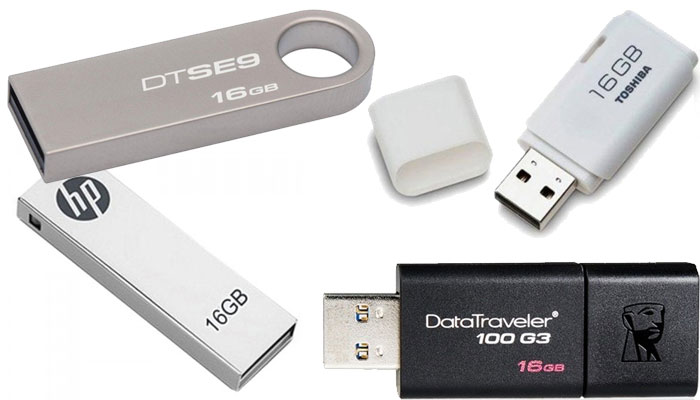 DTSE9
16GB
16GB
TOSHIBA
hp
16GB
DataTraveler®
100 G3
16GB